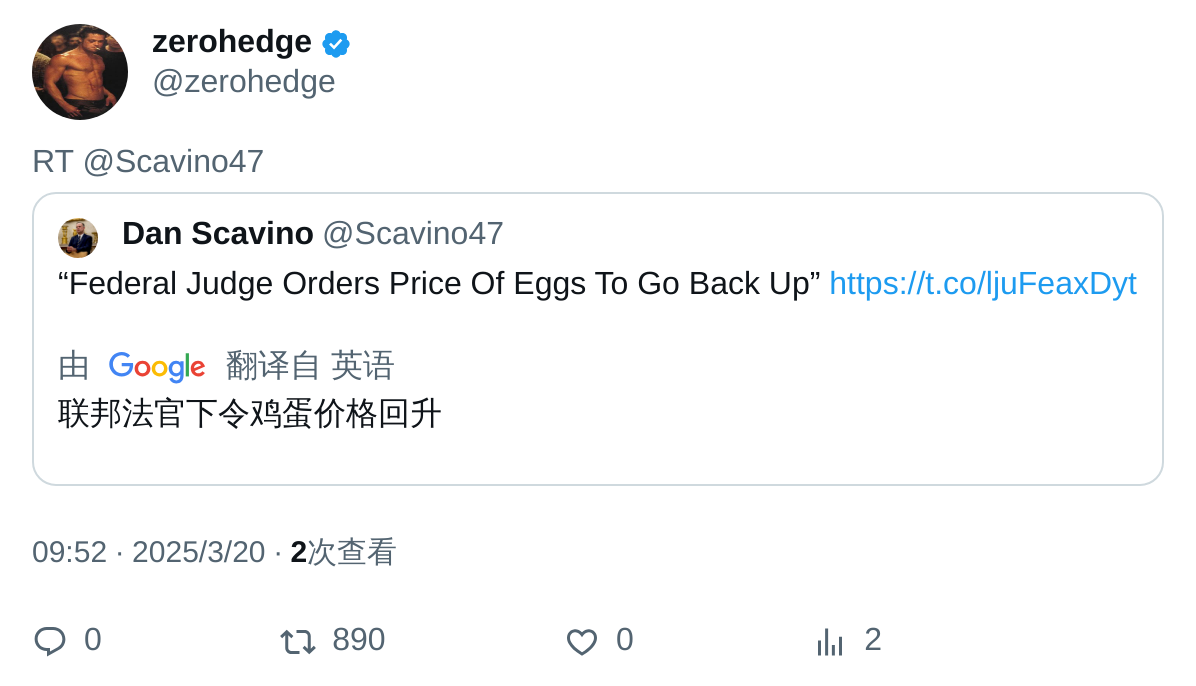 zerohedge
@zerohedge
RT @Scavino47
Dan Scavino @Scavino47
“Federal Judge Orders Price Of Eggs To Go Back Up” https://t.co/ljuFeaxDyt
由 Google 翻译自 英语
联邦法官下令鸡蛋价格回升
09:52 · 2025/3/20 · 2次查看
0 890 0 2